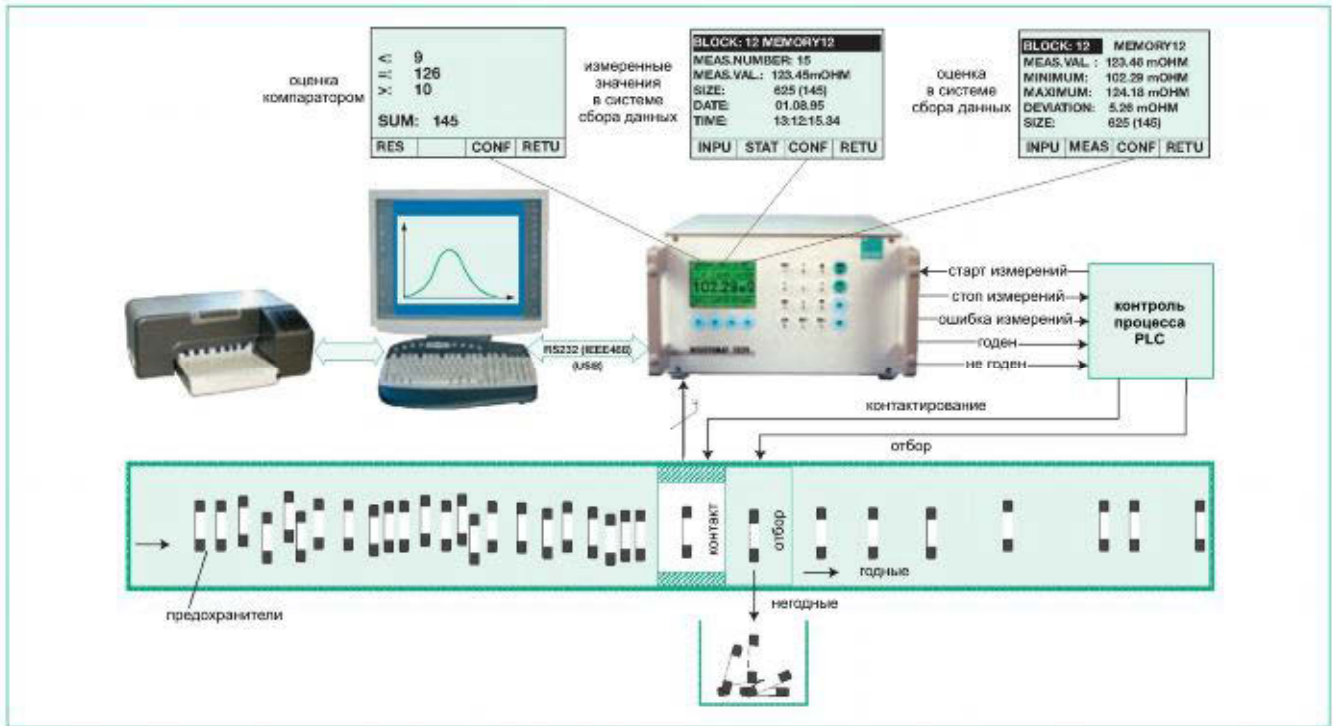 оценка
компаратором
<: 9
=: 126
>: 10
SUM: 145
RES CONF RETU
измеренные
значения
в системе
сбора данных
BLOCK: 12 MEMORY12
MEAS.NUMBER: 15
MEAS.VAL.: 123.45mOHM
SIZE: 625 (145)
DATE: 01.08.95
TIME: 13:12:15.34
INPU STAT CONF RETU
оценка
в системе
сбора данных
BLOCK: 12 MEMORY12
MEAS.VAL. : 123.46 mOHM
MINIMUM: 102.29 mOHM
MAXIMUM: 124.18 mOHM
DEVIATION: 5.26 mOHM
SIZE: 625 (145)
INPU MEAS CONF RETU
RS232 (IEEE488)
(USB)
102.29
старт измерений
стоп измерений
ошибка измерений
годен
не годен
контроль
процесса
PLC
контактирование
отбор
контакт
отбор
годные
предохранители
негодные